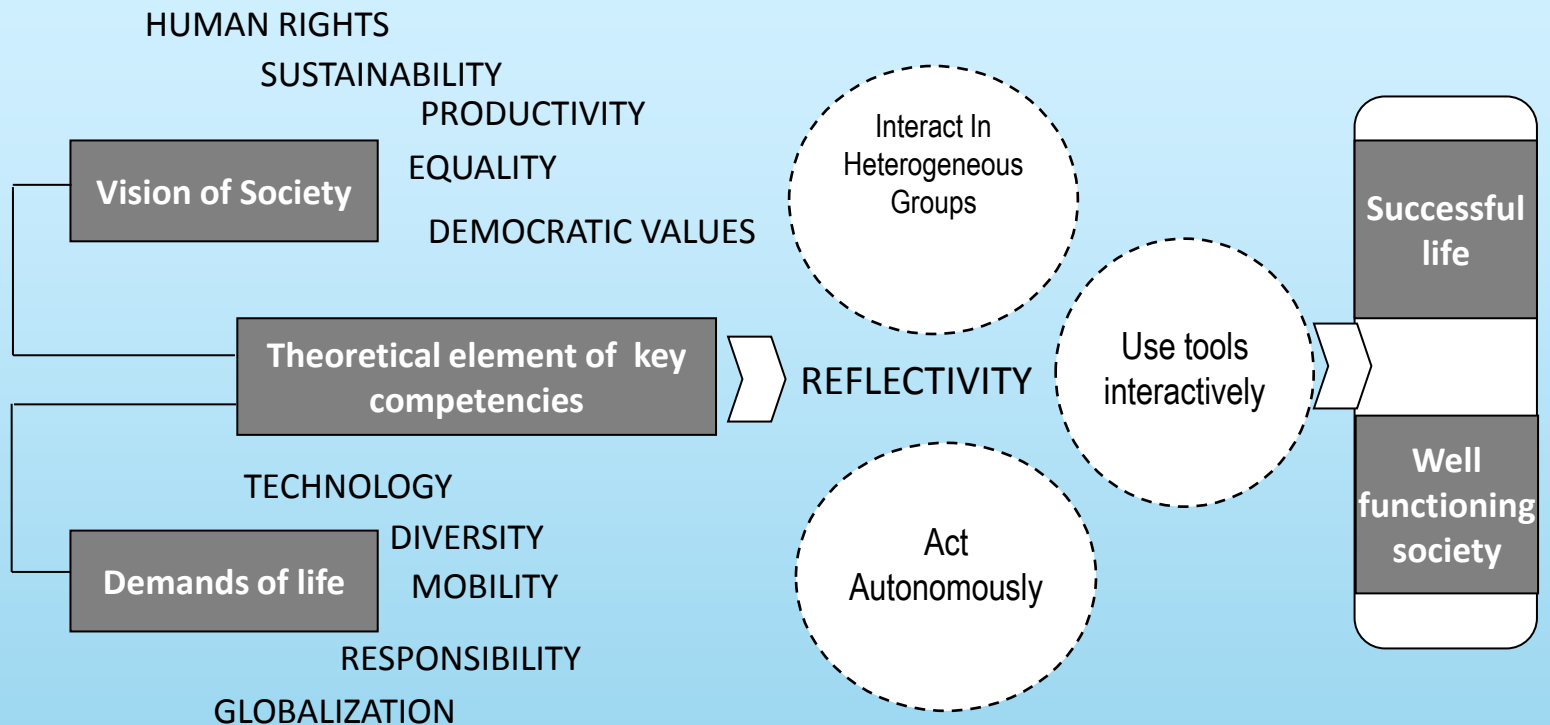 HUMAN RIGHTS
SUSTAINABILITY
PRODUCTIVITY
EQUALITY
DEMOCRATIC VALUES
Vision of Society
Theoretical element of key
competencies
TECHNOLOGY
DIVERSITY
MOBILITY
Demands of life
RESPONSIBILITY
GLOBALIZATION
REFLECTIVITY
Interact In
Heterogeneous
Groups
Use tools
interactively
Act
Autonomously
Successful
life
Well
functioning
society